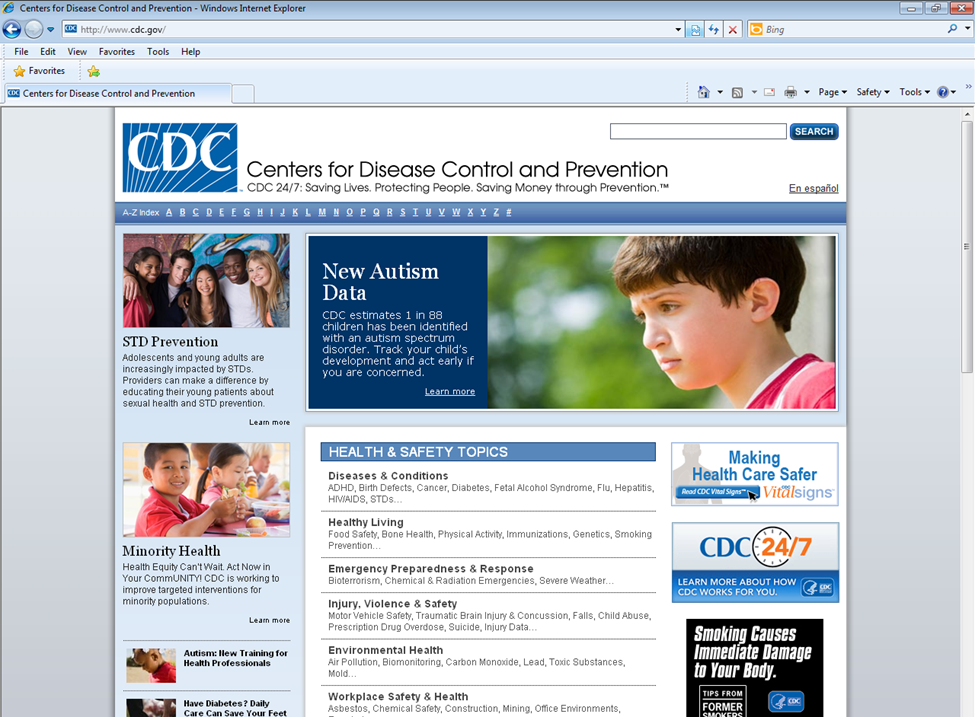 Centers for Disease Control and Prevention - Windows Internet Explorer
CDC http://www.cdc.gov/
Bing
File Edit View Favorites Tools Help
Favorites
CDC Centers for Disease Control and Prevention
Page Safety Tools
CDC
SEARCH
Centers for Disease Control and Prevention
CDC 24/7: Saving Lives. Protecting People. Saving Money through Prevention.™
En español
A-Z Index A B C D E F G H I J K L M N O P Q R S T U V W X Y Z #
STD Prevention
Adolescents and young adults are
increasingly impacted by STDs.
Providers can make a difference by
educating their young patients about
sexual health and STD prevention.
Learn more
Minority Health
Health Equity Can't Wait. Act Now in
Your CommUNITY! CDC is working to
improve targeted interventions for
minority populations.
Learn more
Autism: New Training for
Health Professionals
Have Diabetes? Daily
Care Can Save Your Feet
New Autism
Data
CDC estimates 1 in 88
children has been identified
with an autism spectrum
disorder. Track your child's
development and act early if
you are concerned.
Learn more
HEALTH & SAFETY TOPICS
Diseases & Conditions
ADHD, Birth Defects, Cancer, Diabetes, Fetal Alcohol Syndrome, Flu, Hepatitis,
HIV/AIDS, STDs...
Healthy Living
Food Safety, Bone Health, Physical Activity, Immunizations, Genetics, Smoking
Prevention...
Emergency Preparedness & Response
Bioterrorism, Chemical & Radiation Emergencies, Severe Weather...
Injury, Violence & Safety
Motor Vehicle Safety, Traumatic Brain Injury & Concussion, Falls, Child Abuse,
Prescription Drug Overdose, Suicide, Injury Data...
Environmental Health
Air Pollution, Biomonitoring, Carbon Monoxide, Lead, Toxic Substances,
Mold...
Workplace Safety & Health
Asbestos, Chemical Safety, Construction, Mining, Office Environments,
Making
Health Care Safer
Read CDC Vital Signs™
CDC
Vitalsigns™
CDC 24/7
LEARN MORE ABOUT HOW
CDC WORKS FOR YOU.
CDC
Smoking Causes
Immediate Damage
to Your Body.
TIPS FROM
FORMER
SMOKERS
CDC